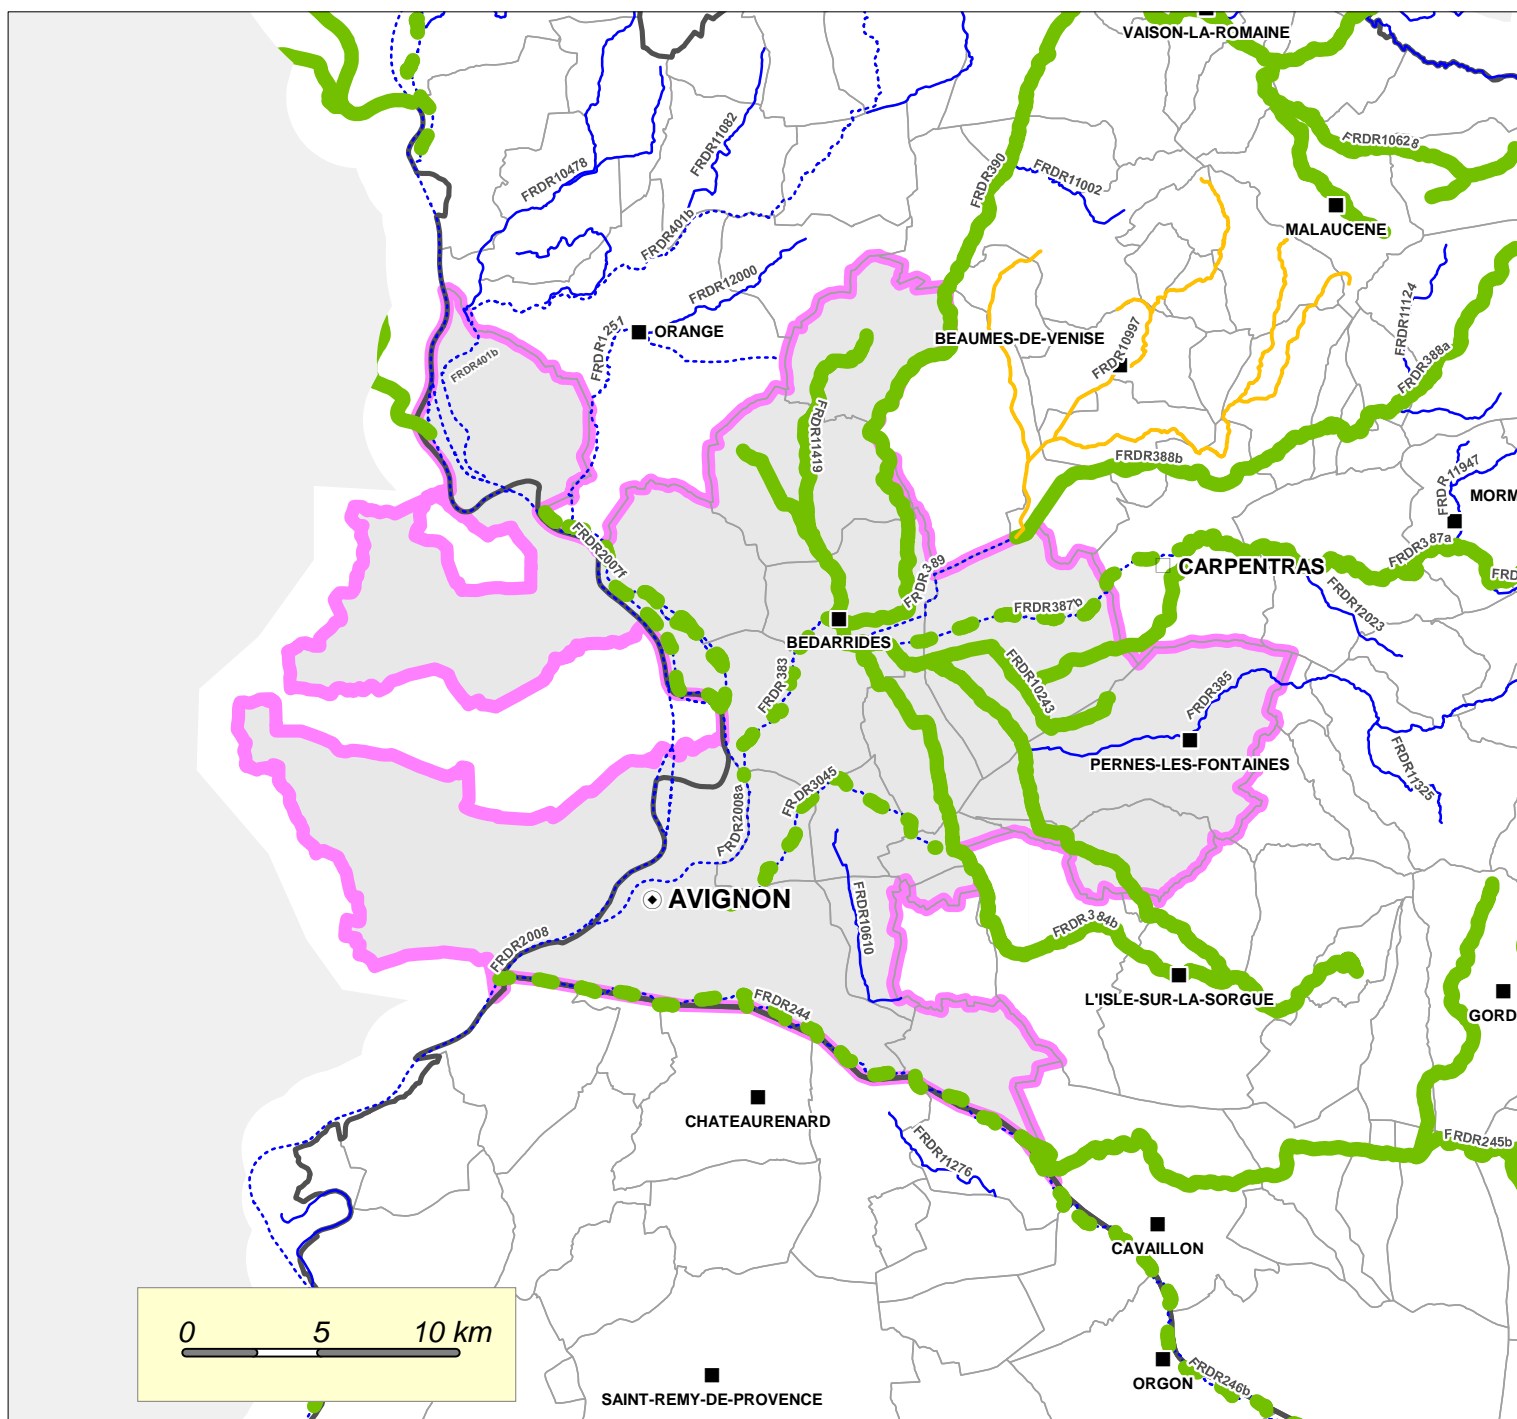 VAISON-LA-ROMAINE
FRDR11082
FRDR10628
FRDR10478
FRDR390
FRDR11002
MALAUCENE
FRDR401b
FRDR12000
FRDR11124
FRDR1251
ORANGE
BEAUMES-DE-VENISE
FRDR10997
FRDR401b
FRDR388a
FRDR11419
FRDR388b
FRDR11947
MORM
FRDR2007f
FRDR389
CARPENTRAS
FRDR387a
FRD
FRDR387b
FRDR12023
BEDARRIDES
FRDR383
FRDR10243
FRDR385
PERNES-LES-FONTAINES
FRDR11325
FRDR3045
FRDR2008a
AVIGNON
FRDR10610
FRDR384b
FRDR2008
L'ISLE-SUR-LA-SORGUE
FRDR244
GORD
CHATEAURENARD
FRDR11276
FRDR245b
CAVAILLON
0 5 10 km
FRDR246b
ORGON
SAINT-REMY-DE-PROVENCE